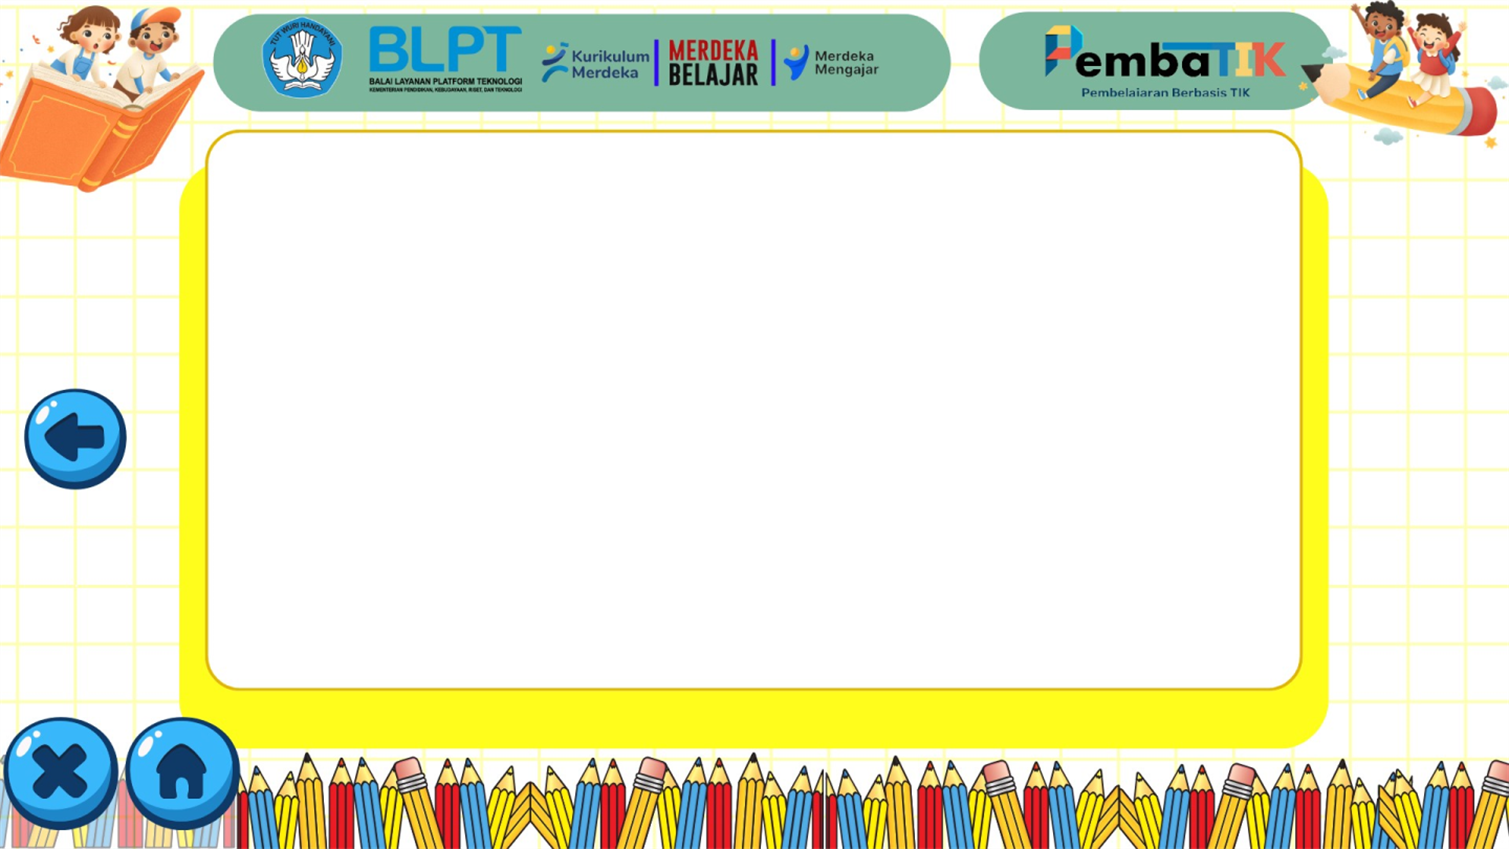 TUT WURI HANDAYANI
BLPT
BALAI LAYANAN PLATFORM TEKNOLOGI
KEMENTERIAN PENDIDIKAN, KEBUDAYAAN, RISET, DAN TEKNOLOGI
Kurikulum
Merdeka
MERDEKA
BELAJAR
Merdeka
Mengajar
PembaTIK
Pembelajaran Berbasis TIK